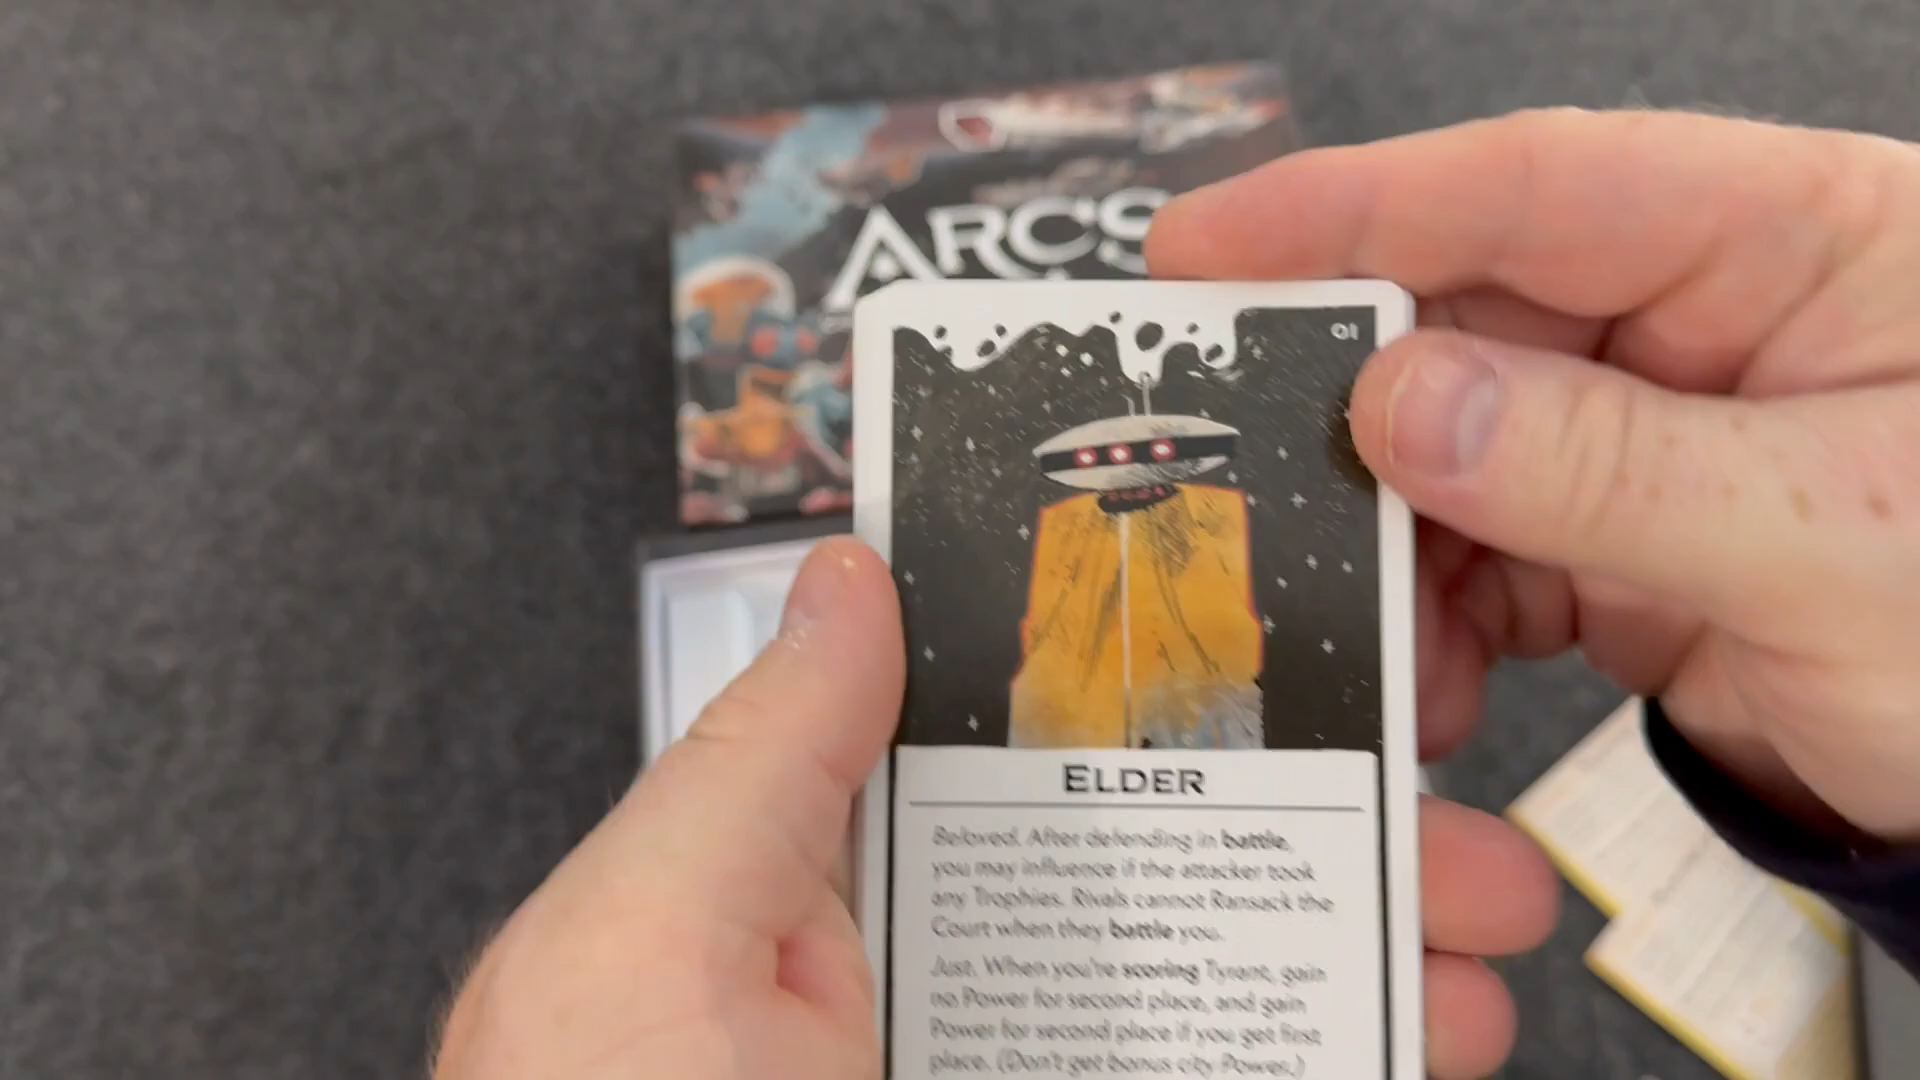 ARCS
01
ELDER
Beloved. After defending in battle,
you may influence if the attacker took
any Trophies. Rivals cannot Ransack the
Court when they battle you.
Just. When you're scoring Tyrant, gain
no Power for second place, and gain
Power for second place if you get first
place. (Don't get bonus city Power.)